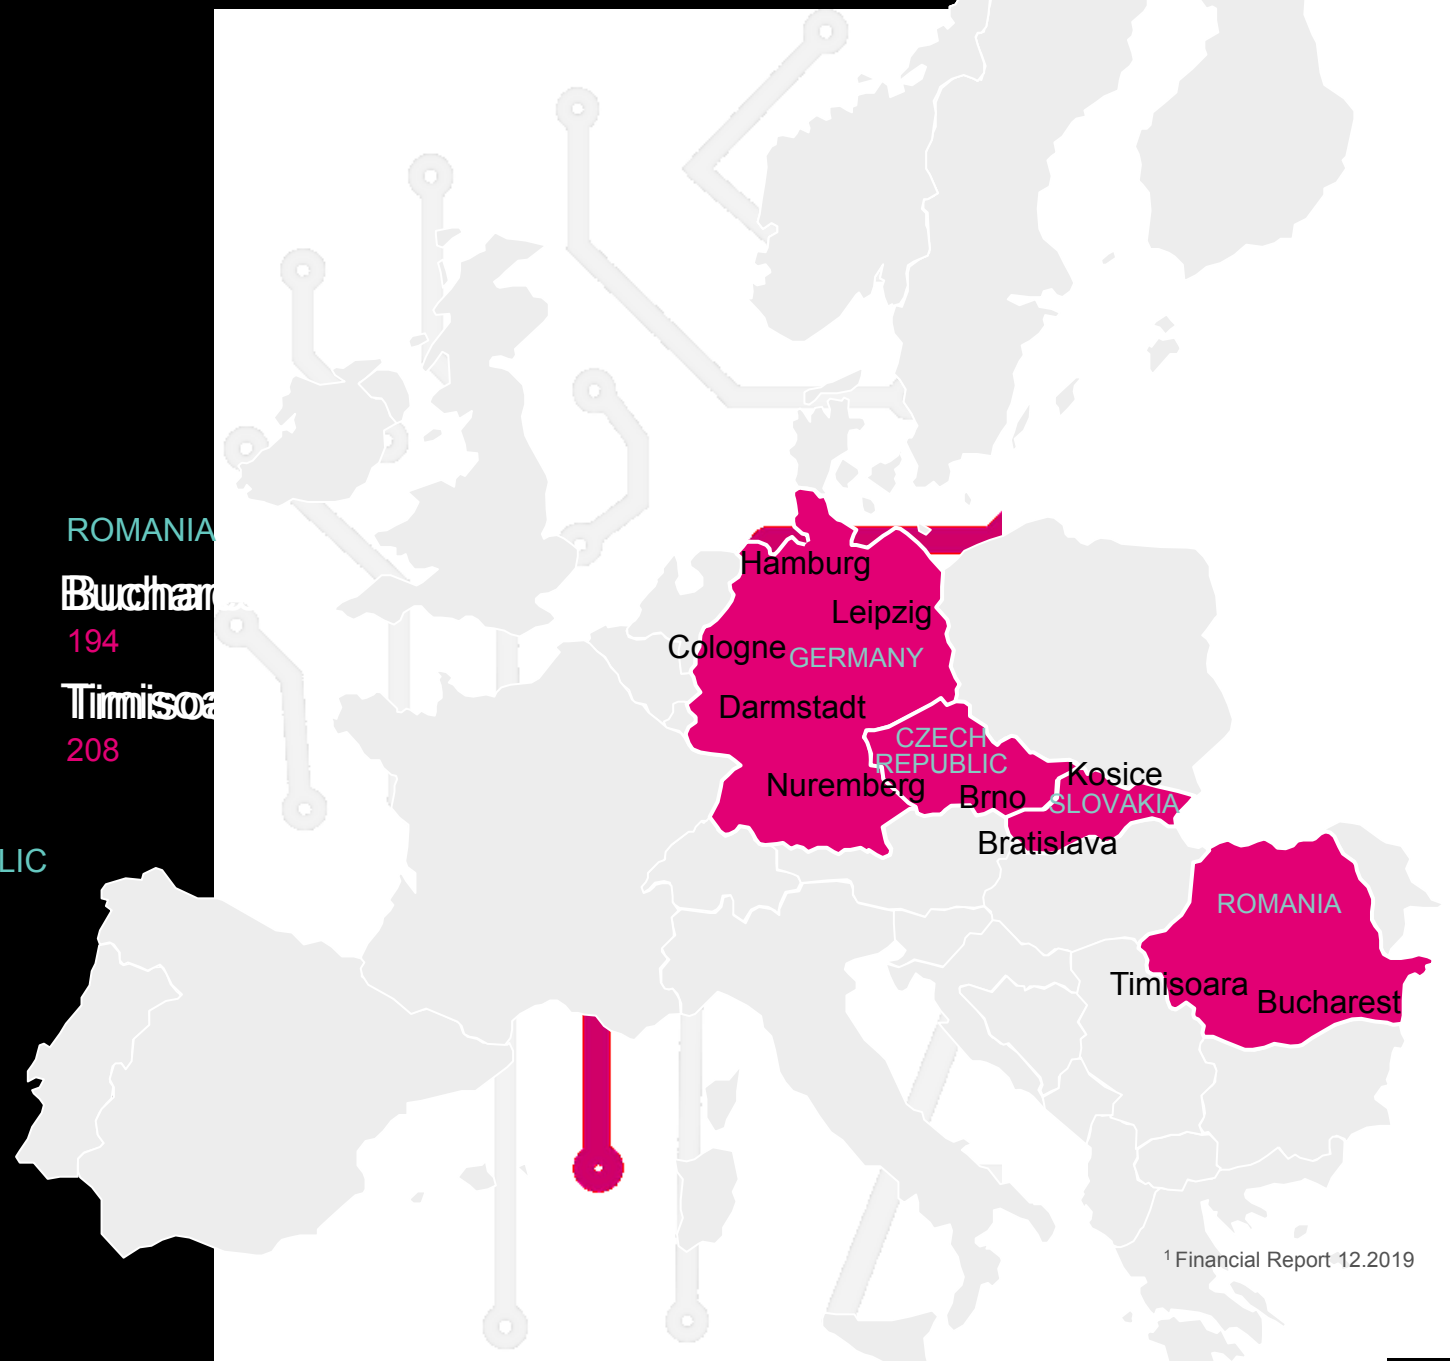 ROMANIA
194
208
LIC
Hamburg
Leipzig
Cologne
GERMANY
Darmstadt
CZECH
REPUBLIC
Nuremberg
Brno
Kosice
SLOVAKIA
Bratislava
ROMANIA
Timisoara
Bucharest
¹ Financial Report 12.2019